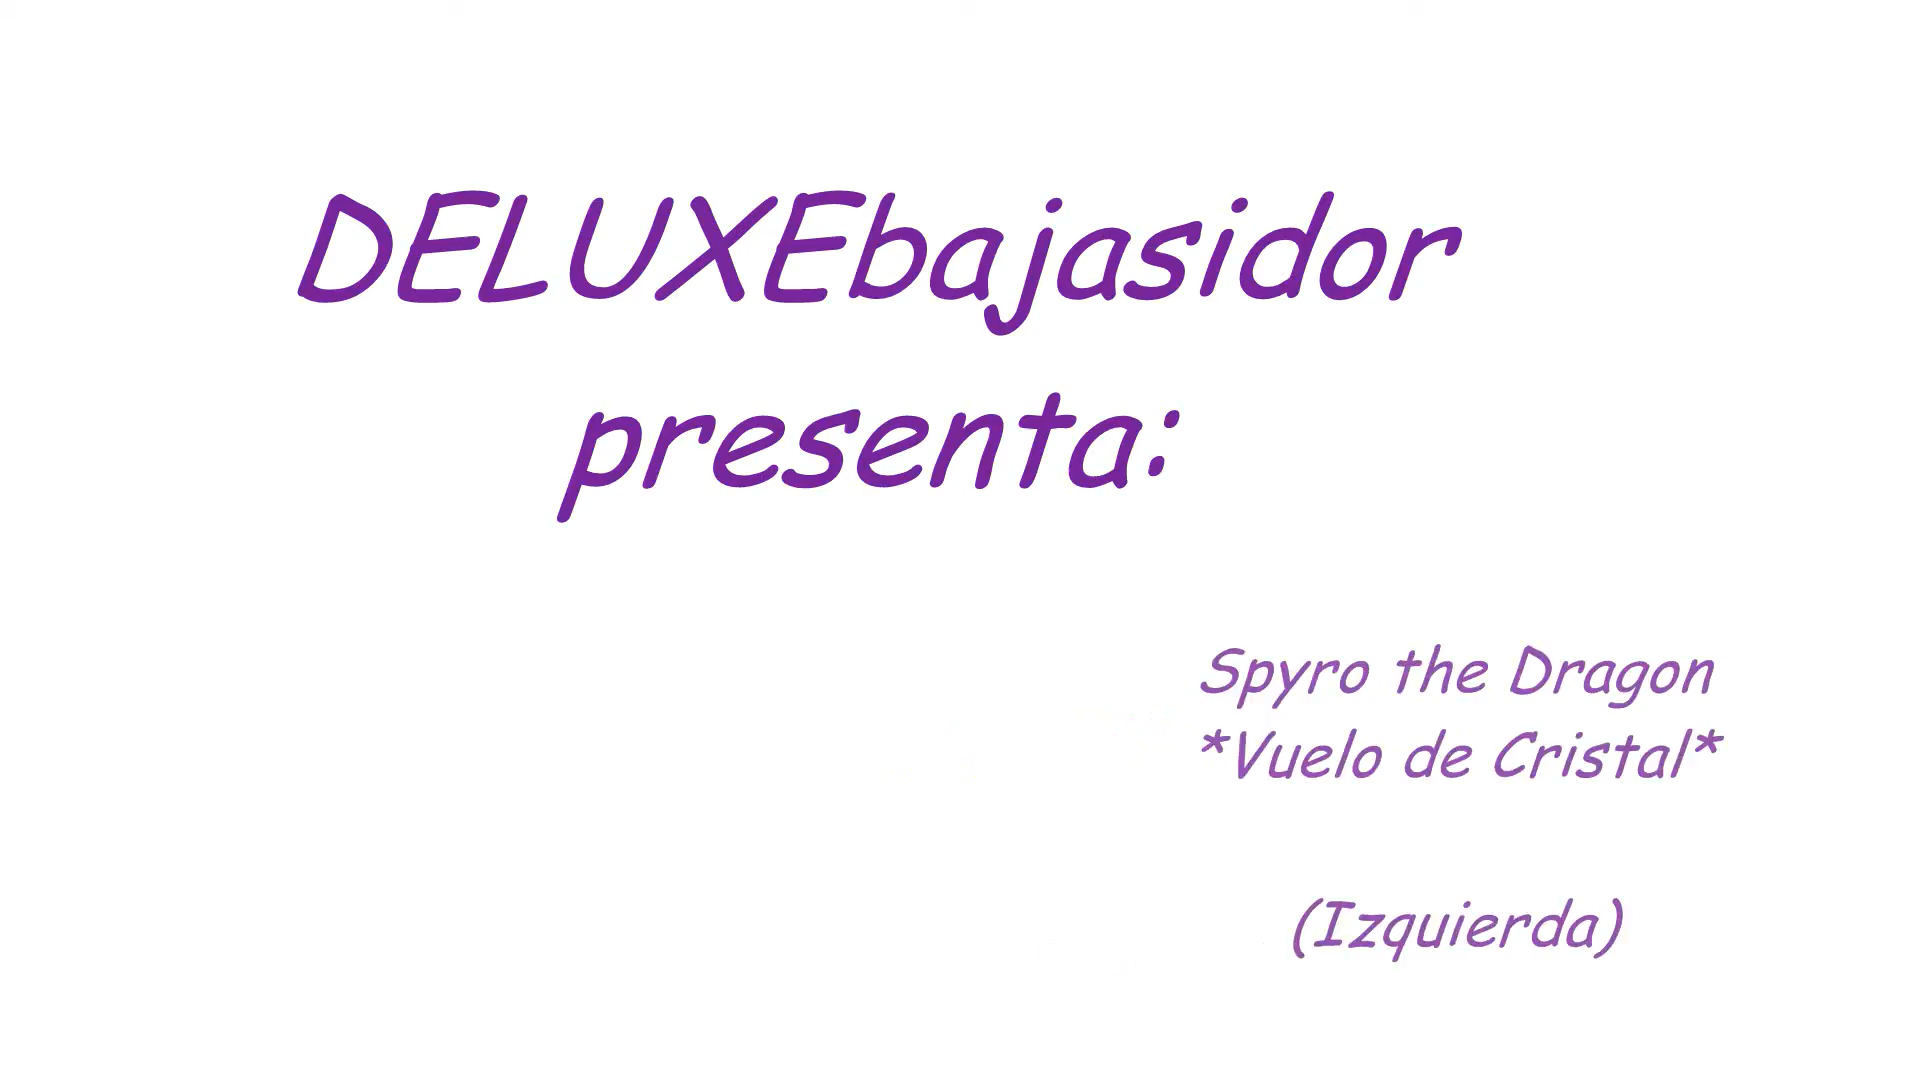 DELUXEbajasidor
presenta:
Spyro the Dragon
*Vuelo de Cristal*
(Izquierda)